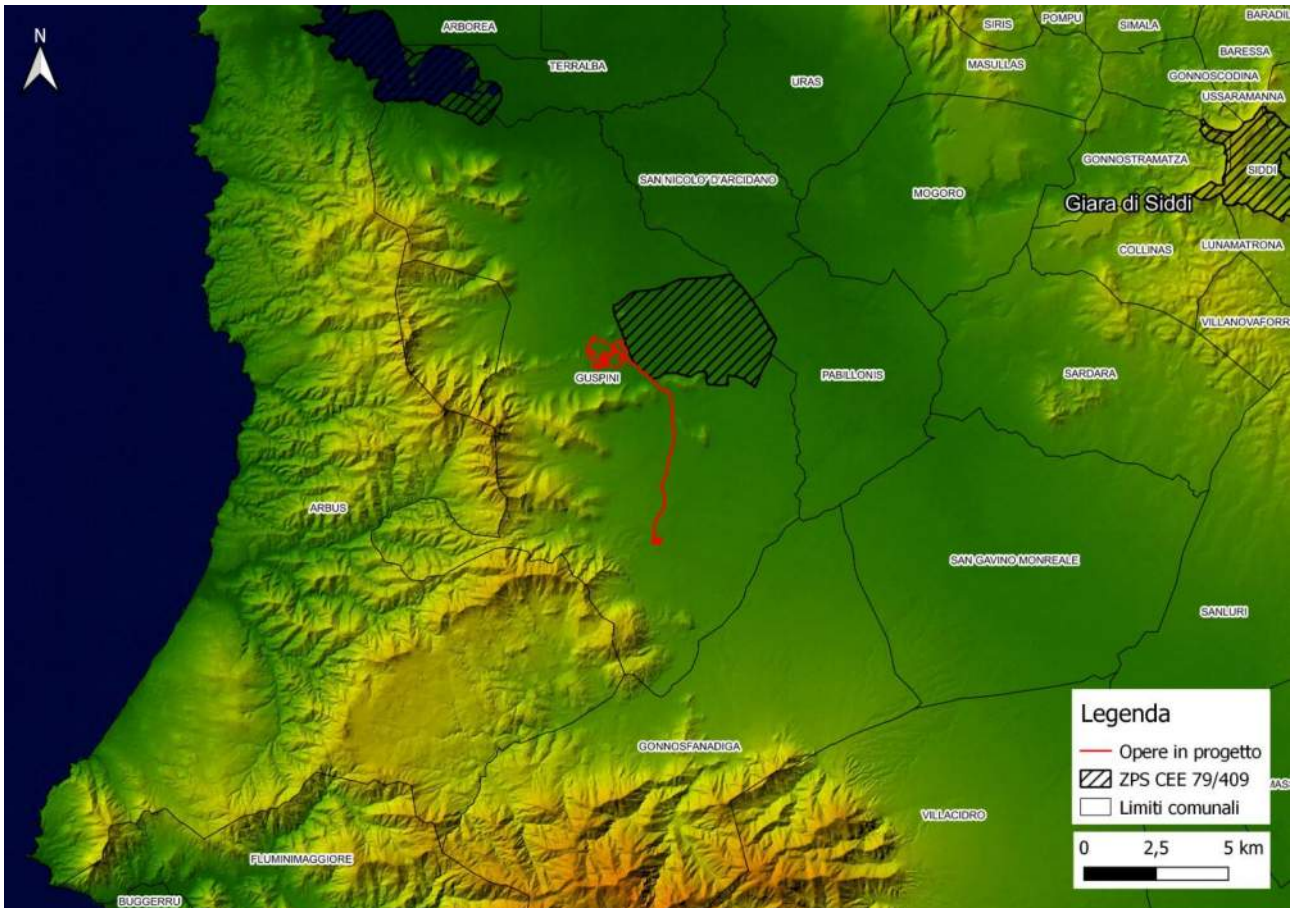 N
ARBOREA
TERRALBA
URAS
SIRIS
POMPU
SIMALA
BARADIL
MASULLAS
BARESSA
GONNOSCODINA
USSARAMANNA
SAN NICOLO' D'ARCIDANO
MOGORO
GONNOSTRAMATZA
SIDDI
Giara di Siddi
COLLINAS
LUNAMATRONA
VILLANOVAFORR
GUSPINI
PABILLONIS
SARDARA
ARBUS
SAN GAVINO MONREALE
SANLURI
GONNOSFANADIGA
VILLACIDRO
MAS
FLUMINIMAGGIORE
BUGGERRU
Legenda
Opere in progetto
ZPS CEE 79/409
Limiti comunali
0 2,5 5 km